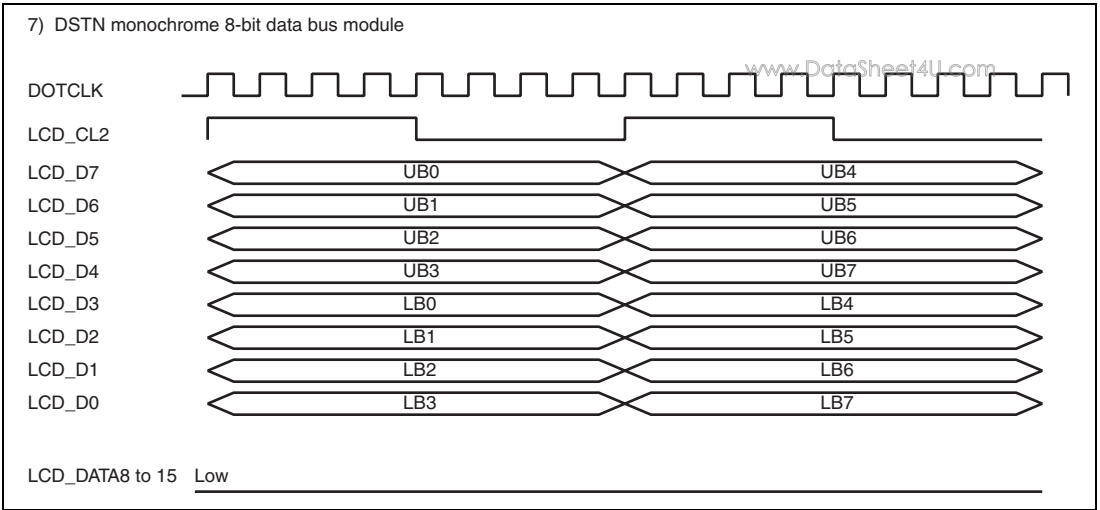 7) DSTN monochrome 8-bit data bus module
www.DataSheet4U.com
DOTCLK
LCD_CL2
LCD_D7 UB0 UB4
LCD_D6 UB1 UB5
LCD_D5 UB2 UB6
LCD_D4 UB3 UB7
LCD_D3 LB0 LB4
LCD_D2 LB1 LB5
LCD_D1 LB2 LB6
LCD_D0 LB3 LB7
LCD_DATA8 to 15 Low